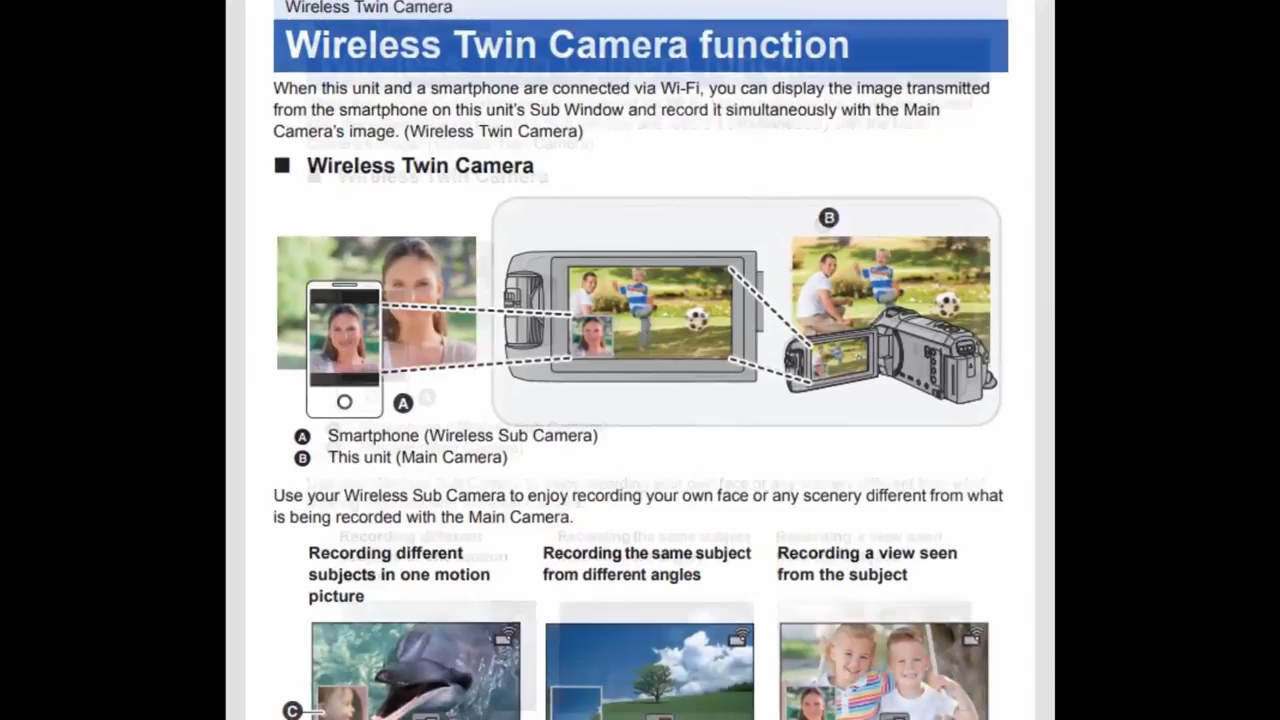 Wireless Twin Camera
Wireless Twin Camera function
When this unit and a smartphone are connected via Wi-Fi, you can display the image transmitted
from the smartphone on this unit's Sub Window and record it simultaneously with the Main
Camera's image. (Wireless Twin Camera)
■ Wireless Twin Camera
B
A
A Smartphone (Wireless Sub Camera)
B This unit (Main Camera)
Use your Wireless Sub Camera to enjoy recording your own face or any scenery different from what
is being recorded with the Main Camera.
Recording different
subjects in one motion
picture
Recording the same subject
from different angles
Recording a view seen
from the subject
C